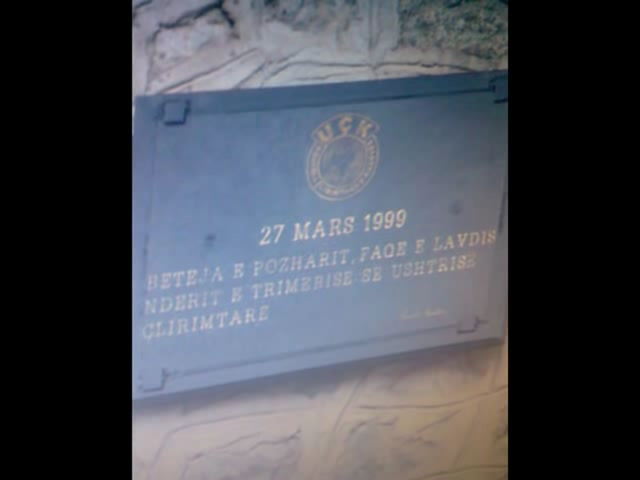 UÇK
27 MARS 1999
BETEJA E POZHARIT, FAQE E LAVDIS
NDERIT E TRIMERISE SE USHTRISE
ÇLIRIMTARE